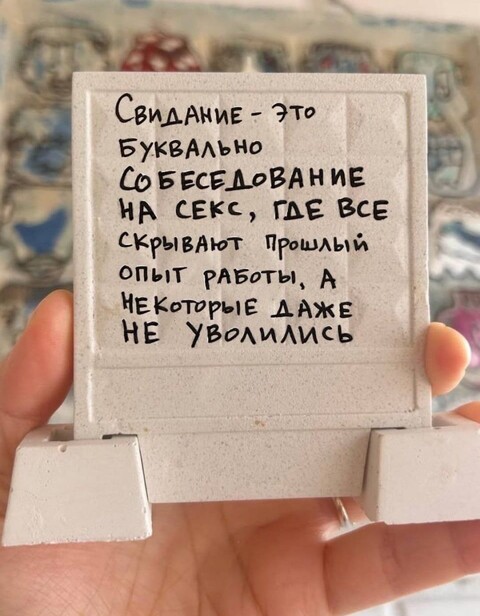 Свидание - это
буквально
собеседование
на секс, где все
скрывают прошлый
опыт работы, а
некоторые даже
не уволились